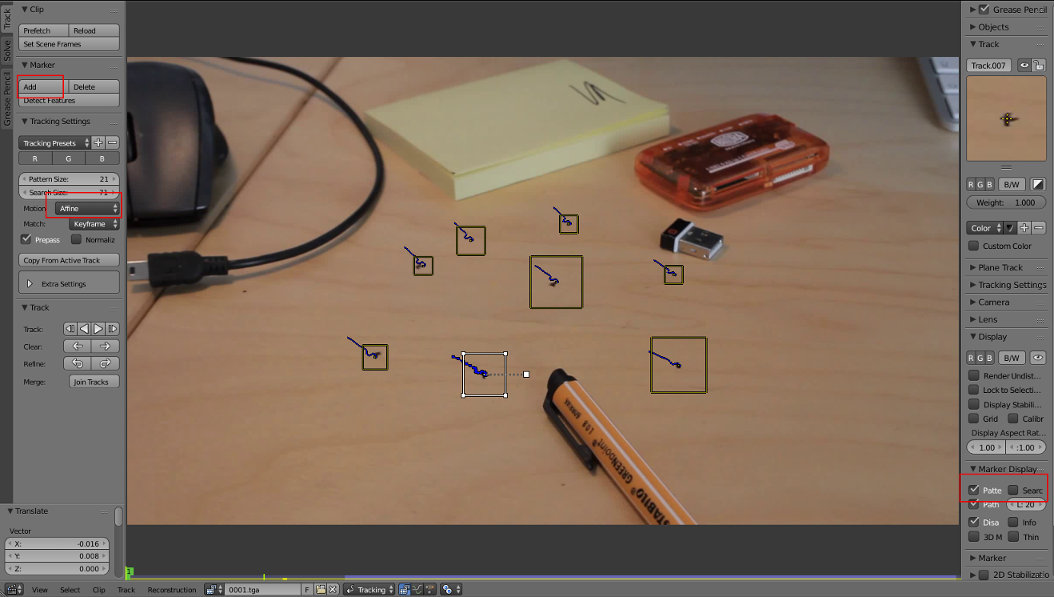 Track
Solve
Grease Pencil
Clip
Prefetch
Reload
Set Scene Frames
Marker
Add
Delete
Detect Features
Tracking Settings
Tracking Presets
R
G
B
Pattern Size: 21
Search Size: 71
Motion
Affine
Match:
Keyframe
Prepass
Normaliz
Copy From Active Track
Extra Settings
Track
Track:
Clear:
Refine:
Merge:
Join Tracks
Translate
Vector
X: -0.016
Y: 0.008
Z: 0.000
STABILO® GREENpoint®
Grease Pencil
Objects
Track
Track.007
R G B
B/W
Weight: 1.000
Color
Custom Color
Plane Track
Tracking Settings
Camera
Lens
Display
R G B
B/W
Render Undist...
Lock to Selecti...
Display Stabili...
Grid
Calibr
Display Aspect Rat...
1.00
:1.00
Marker Display
Patte
Searc
Path
L: 20
Disa
Info
3D M
Thin
Marker
2D Stabilizatio
1
View
Select
Clip
Track
Reconstruction
0001.tga
F
Tracking